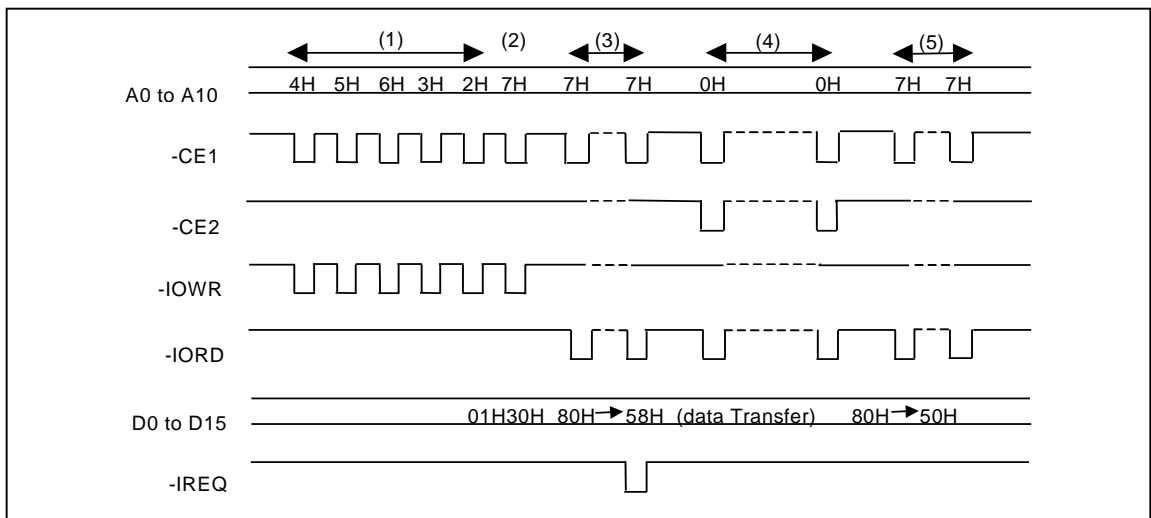 (1) (2) (3) (4) (5)
A0 to A10 4H 5H 6H 3H 2H 7H 7H 7H 0H 0H 7H 7H
-CE1
-CE2
-IOWR
-IORD
D0 to D15 01H30H 80H→58H (data Transfer) 80H→50H
-IREQ